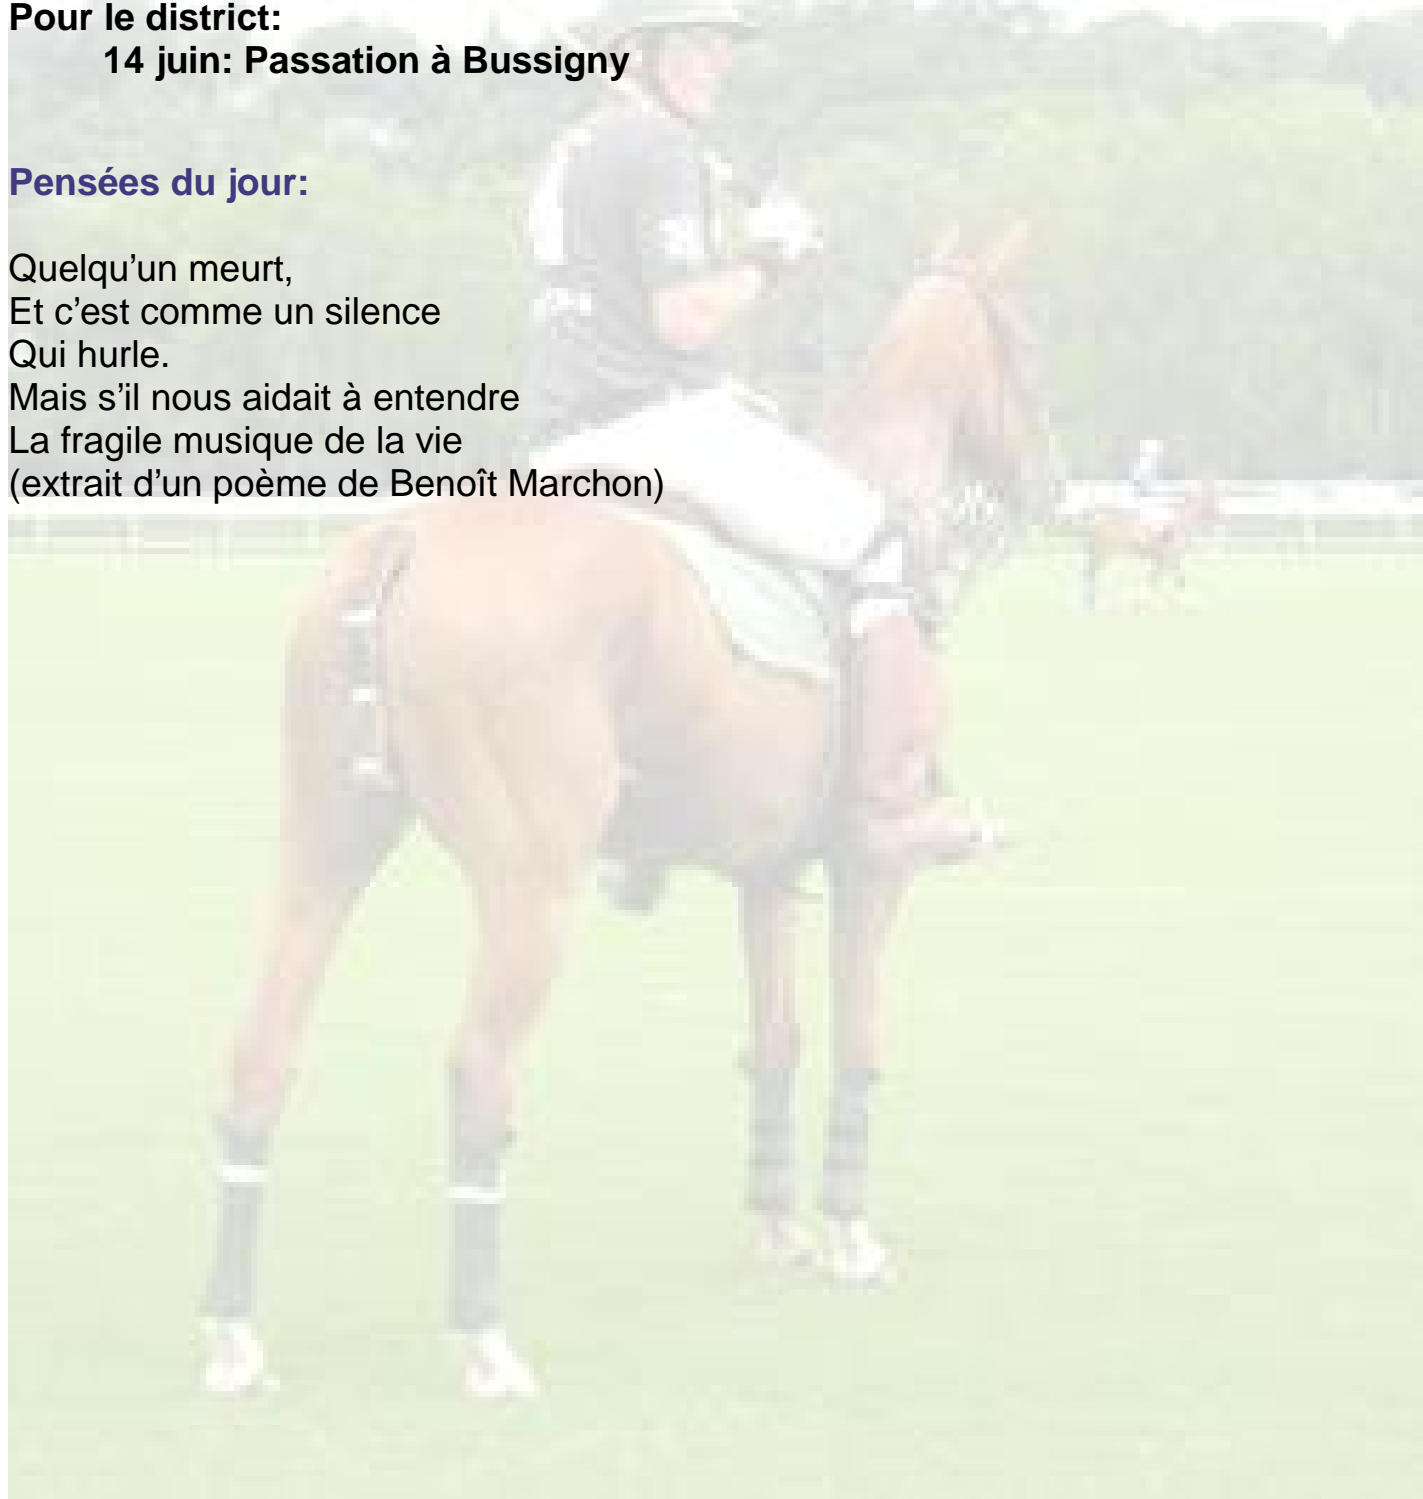 Pour le district:
14 juin: Passation à Bussigny
Pensées du jour:
Quelqu’un meurt,
Et c’est comme un silence
Qui hurle.
Mais s’il nous aidait à entendre
La fragile musique de la vie
(extrait d’un poème de Benoît Marchon)